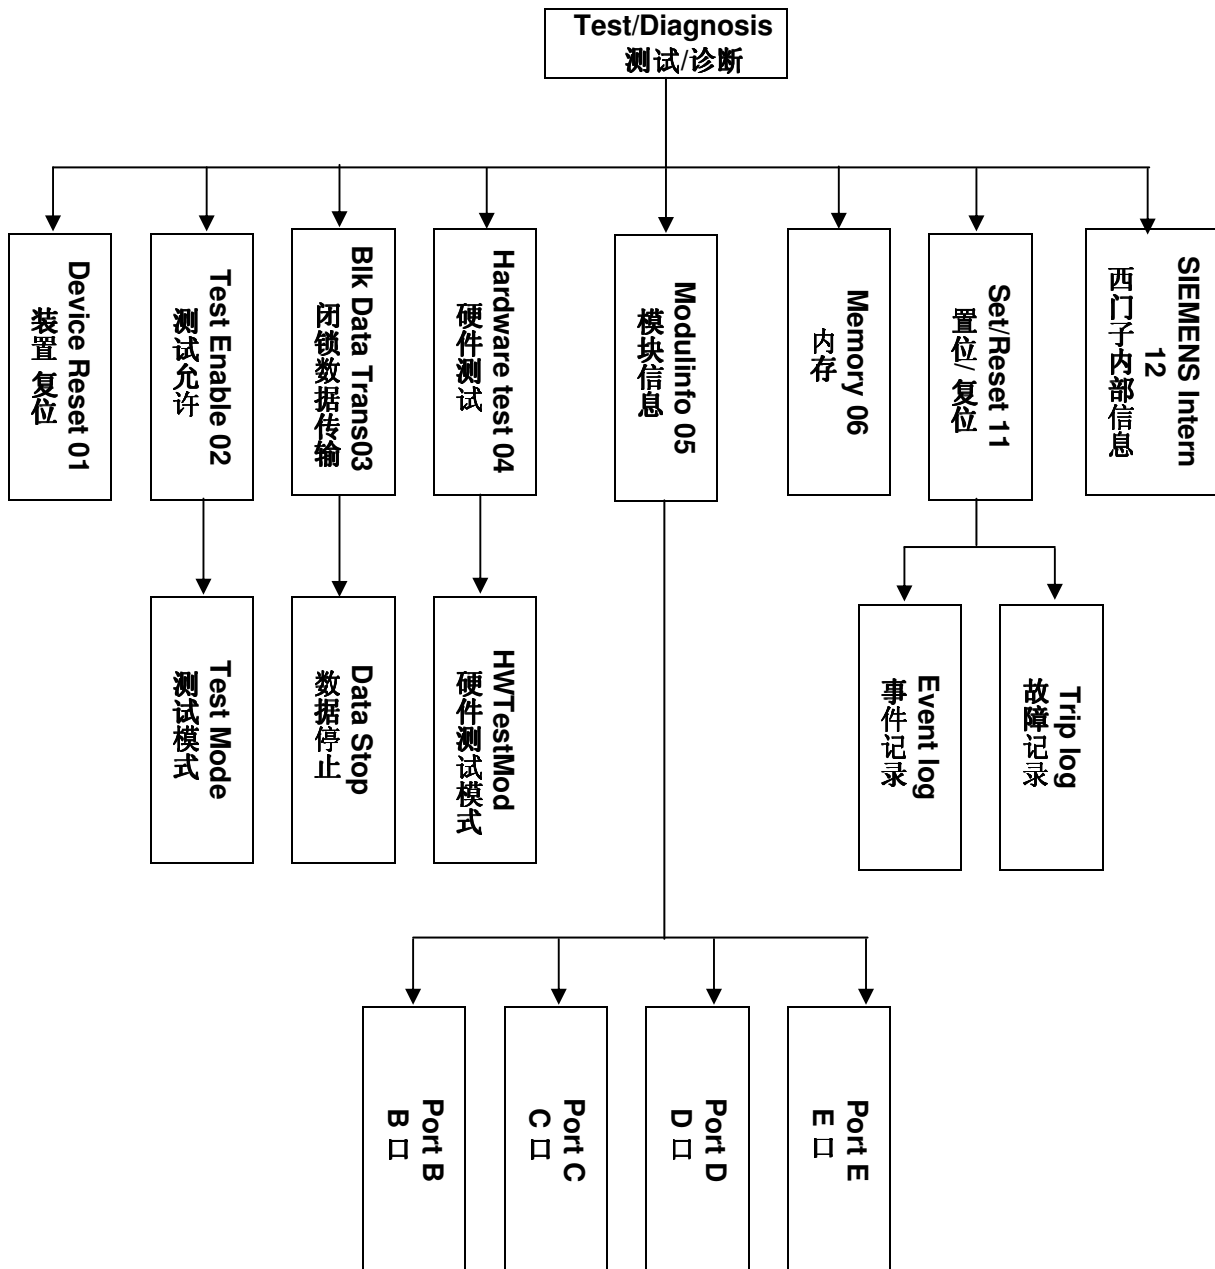 Test/Diagnosis
测试/诊断
Device Reset 01
装置 复位
Test Enable 02
测试允许
Blk Data Trans03
闭锁数据传输
Hardware test 04
硬件测试
Modulinfo 05
模块信息
Memory 06
内存
Set/Reset 11
置位/ 复位
SIEMENS Intern
12
西门子内部信息
Test Mode
测试模式
Data Stop
数据停止
HWTestMod
硬件测试模式
Event log
事件记录
Trip log
故障记录
Port B
B 口
Port C
C 口
Port D
D 口
Port E
E 口